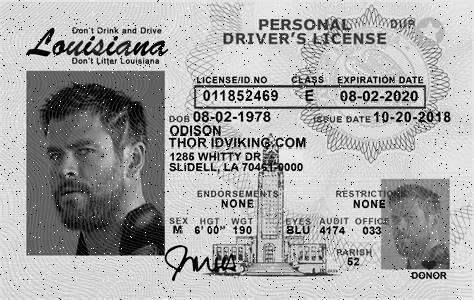 Don't Drink and Drive
Louisiana
Don't Litter Louisiana
PERSONAL
DRIVER'S LICENSE
DUP
LICENSE/ID.NO CLASS EXPIRATION DATE
011852469 E 08-02-2020
DOB 08-02-1978 ISSUE DATE 10-20-2018
ODISON
THOR IDVIKING.COM
1285 WHITTY DR
SLIDELL, LA 70461-0000
ENDORSEMENTS RESTRICTIONS
NONE NONE
SEX HGT WGT EYES AUDIT OFFICE
M 6' 00" 190 BLU 4174 033
PARISH
52
DONOR